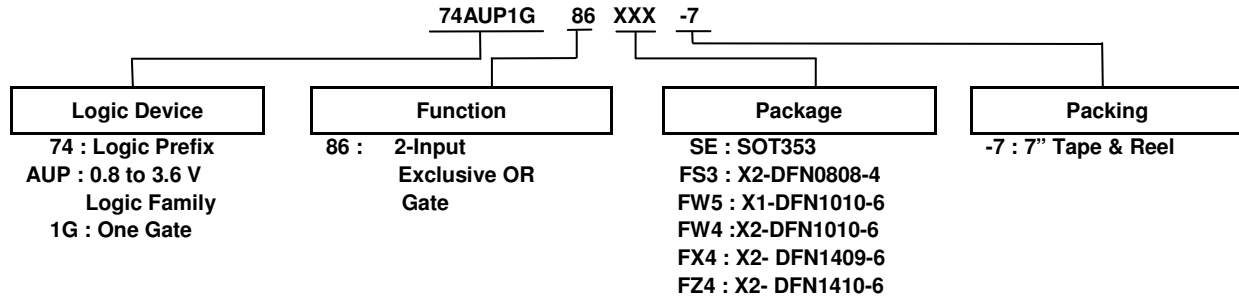 74AUP1G 86 XXX -7
Logic Device
74 : Logic Prefix
AUP : 0.8 to 3.6 V
Logic Family
1G : One Gate
Function
86 : 2-Input
Exclusive OR
Gate
Package
SE : SOT353
FS3 : X2-DFN0808-4
FW5 : X1-DFN1010-6
FW4 :X2-DFN1010-6
FX4 : X2- DFN1409-6
FZ4 : X2- DFN1410-6
Packing
-7 : 7” Tape & Reel